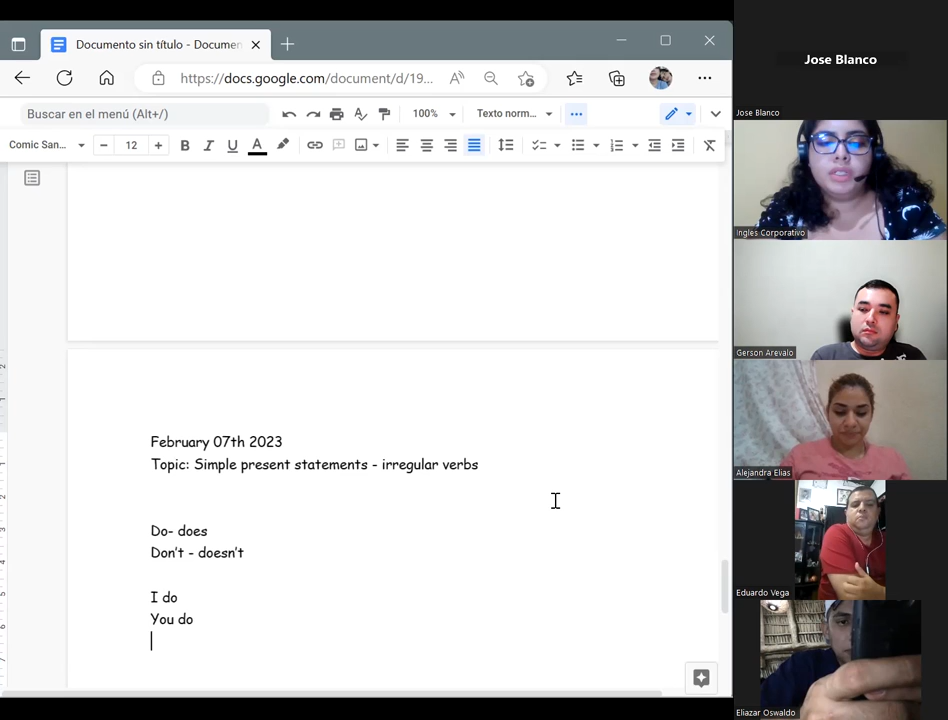 Documento sin título - Documen
https://docs.google.com/document/d/19...
Buscar en el menú (Alt+/)
100%
Texto norm...
Comic San...
12
February 07th 2023
Topic: Simple present statements - irregular verbs
Do- does
Don't - doesn't
I do
You do
Jose Blanco
Jose Blanco
Ingles Corporativo
Gerson Arevalo
Alejandra Elias
Eduardo Vega
Eliazar Oswaldo